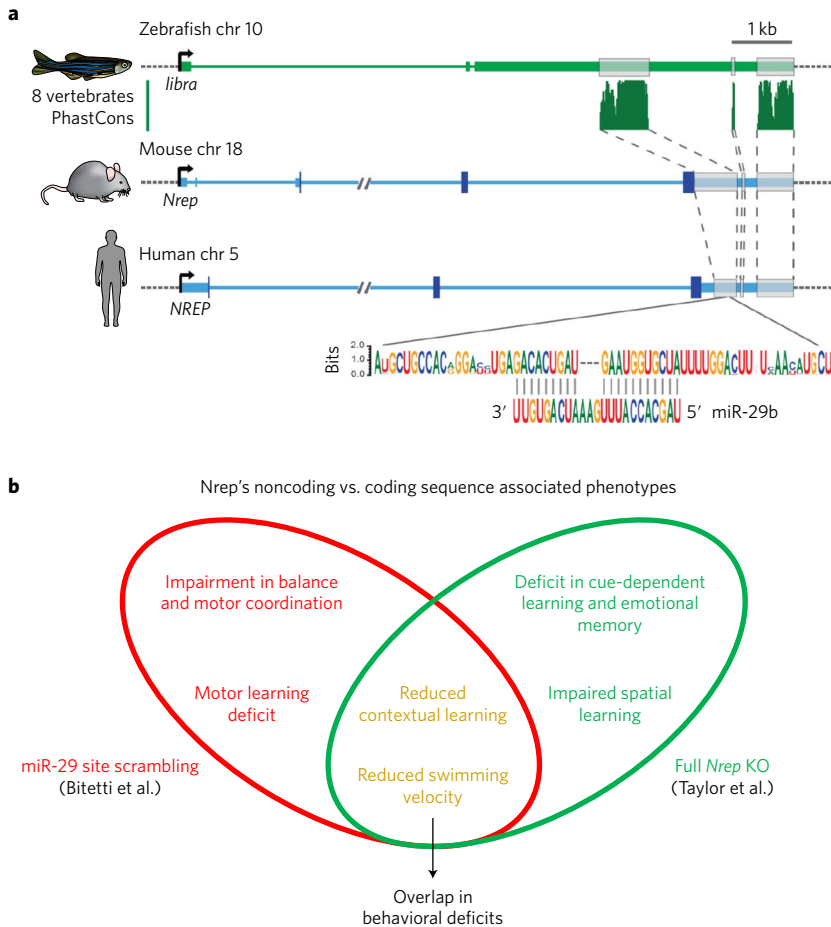 a
Zebrafish chr 10
1 kb
libra
8 vertebrates
PhastCons
Mouse chr 18
Nrep
Human chr 5
NREP
Bits
2.0
1.0
0.0
3′ UUGUGACUAAAGUUUACCACGAU 5′ miR-29b
b
Nrep's noncoding vs. coding sequence associated phenotypes
Impairment in balance
and motor coordination
Deficit in cue-dependent
learning and emotional
memory
Motor learning
deficit
Reduced
contextual learning
Impaired spatial
learning
miR-29 site scrambling
(Bitetti et al.)
Reduced swimming
velocity
Full Nrep KO
(Taylor et al.)
Overlap in
behavioral deficits